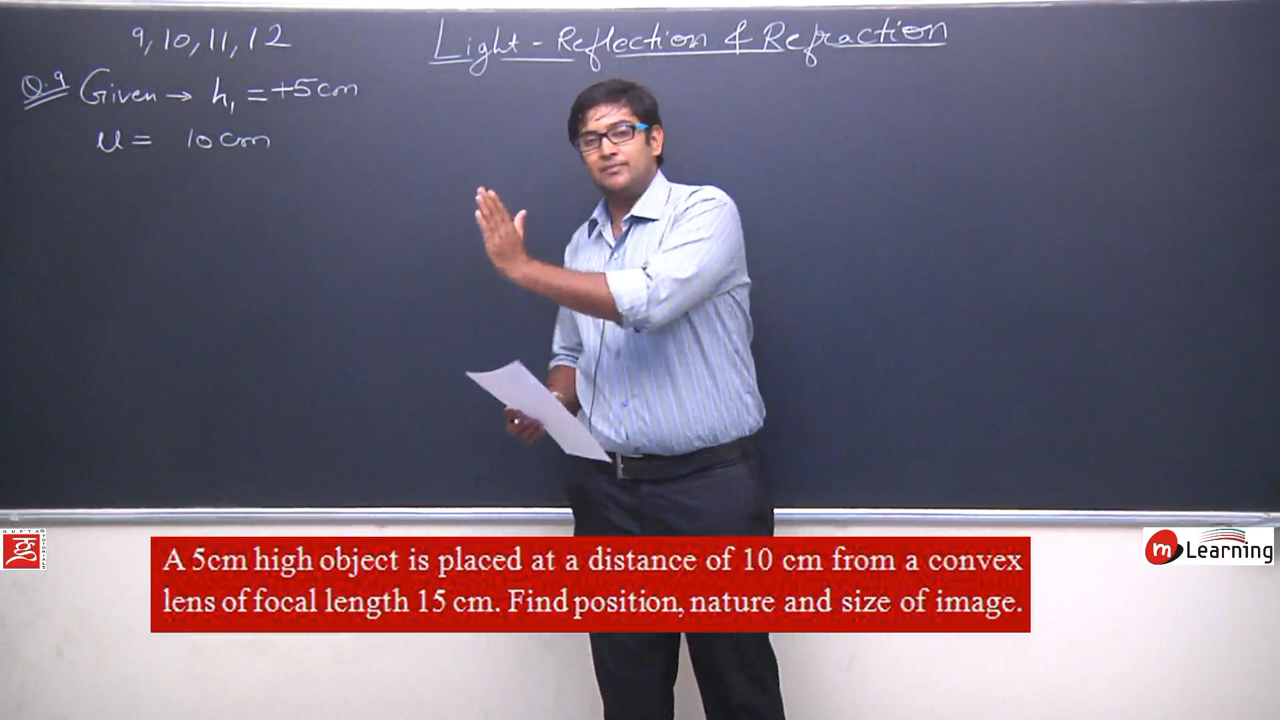 9, 10, 11, 12
Light - Reflection & Refraction
Q.9 Given → h₁ = +5cm
u = 10cm
GUPTA
TUTORIALS
m Learning
A 5cm high object is placed at a distance of 10 cm from a convex
lens of focal length 15 cm. Find position, nature and size of image.